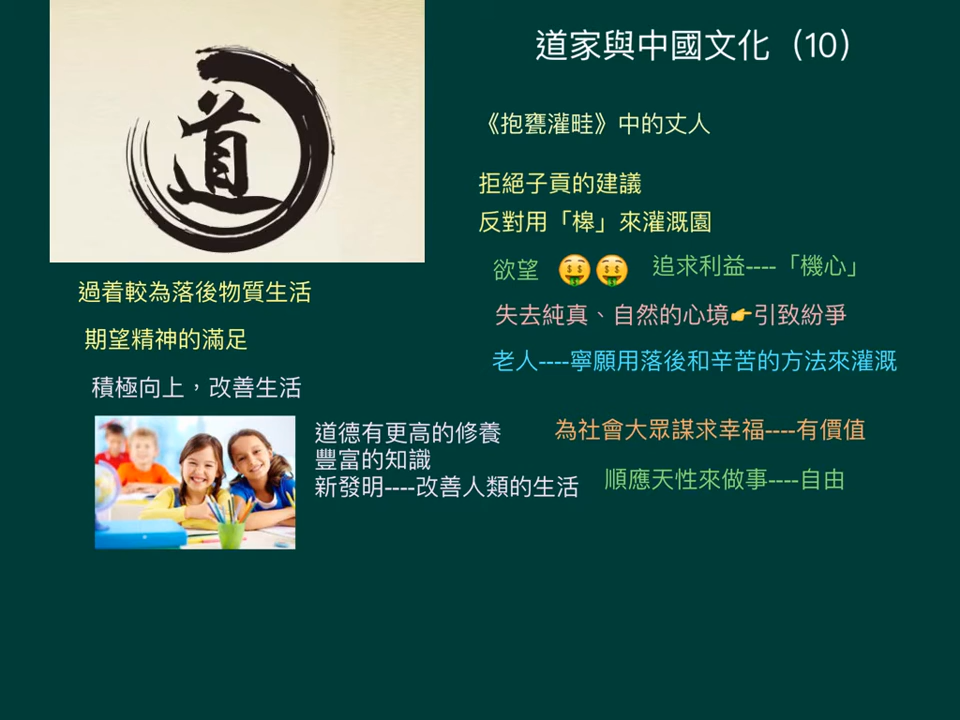 道
道家與中國文化（10）
《抱甕灌畦》中的丈人
拒絕子貢的建議
反對用「槔」來灌溉園
欲望
追求利益----「機心」
失去純真、自然的心境👉引致紛爭
老人----寧願用落後和辛苦的方法來灌溉
過着較為落後物質生活
期望精神的滿足
積極向上，改善生活
道德有更高的修養
豐富的知識
新發明----改善人類的生活
為社會大眾謀求幸福----有價值
順應天性來做事----自由